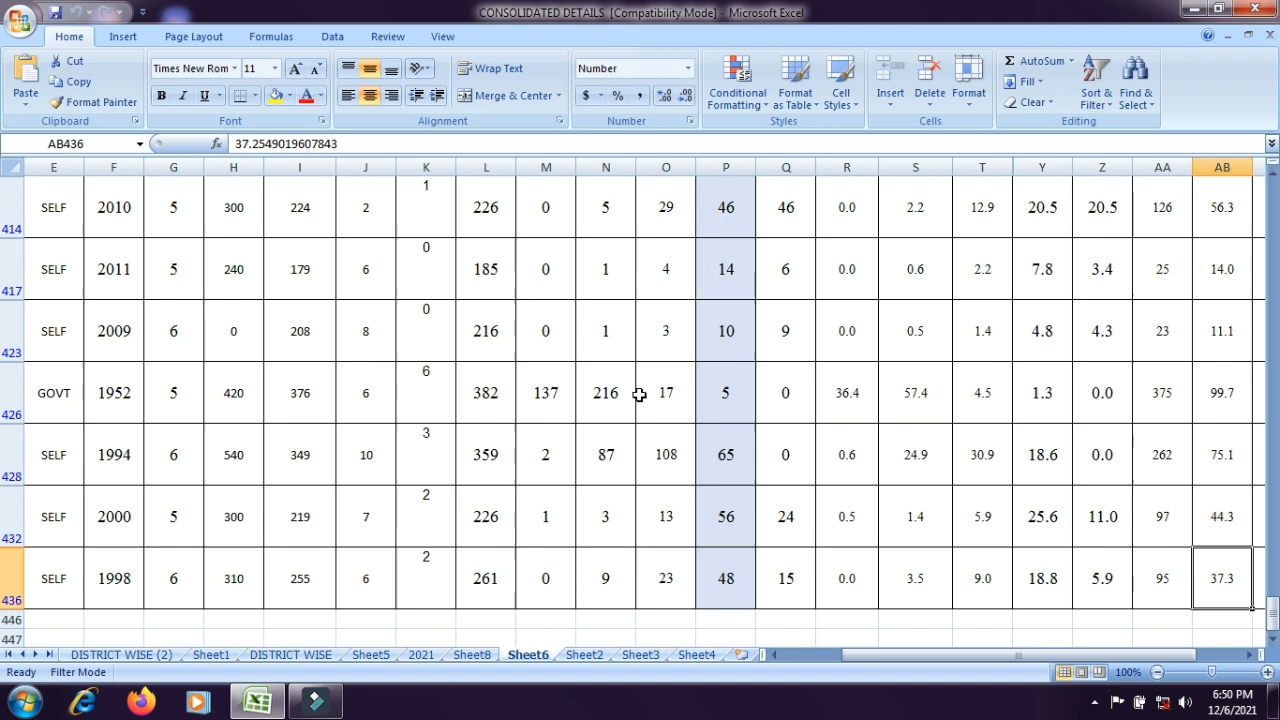 CONSOLIDATED DETAILS [Compatibility Mode] - Microsoft Excel
Home Insert Page Layout Formulas Data Review View
Paste Cut Copy Format Painter Clipboard
Times New Rom 11 A A B I U A Font
Wrap Text Merge & Center Alignment
Number $ % , Number
Conditional Formatting Format as Table Cell Styles Styles
Insert Delete Format Cells
Σ AutoSum Fill Clear Sort & Filter Find & Select Editing
AB436 fx 37.2549019607843
E F G H I J K L M N O P Q R S T Y Z AA AB
414 SELF 2010 5 300 224 2 1 226 0 5 29 46 46 0.0 2.2 12.9 20.5 20.5 126 56.3
417 SELF 2011 5 240 179 6 0 185 0 1 4 14 6 0.0 0.6 2.2 7.8 3.4 25 14.0
423 SELF 2009 6 0 208 8 0 216 0 1 3 10 9 0.0 0.5 1.4 4.8 4.3 23 11.1
426 GOVT 1952 5 420 376 6 6 382 137 216 17 5 0 36.4 57.4 4.5 1.3 0.0 375 99.7
428 SELF 1994 6 540 349 10 3 359 2 87 108 65 0 0.6 24.9 30.9 18.6 0.0 262 75.1
432 SELF 2000 5 300 219 7 2 226 1 3 13 56 24 0.5 1.4 5.9 25.6 11.0 97 44.3
436 SELF 1998 6 310 255 6 2 261 0 9 23 48 15 0.0 3.5 9.0 18.8 5.9 95 37.3
446
447
DISTRICT WISE (2) Sheet1 DISTRICT WISE Sheet5 2021 Sheet8 Sheet6 Sheet2 Sheet3 Sheet4
Ready Filter Mode 100%
6:50 PM
12/6/2021